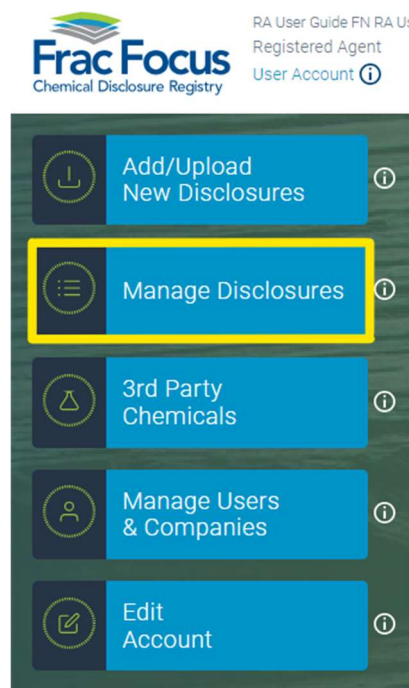 Frac Focus
Chemical Disclosure Registry
RA User Guide FN RA
Registered Agent
User Account
Add/Upload
New Disclosures
Manage Disclosures
3rd Party
Chemicals
Manage Users
& Companies
Edit
Account